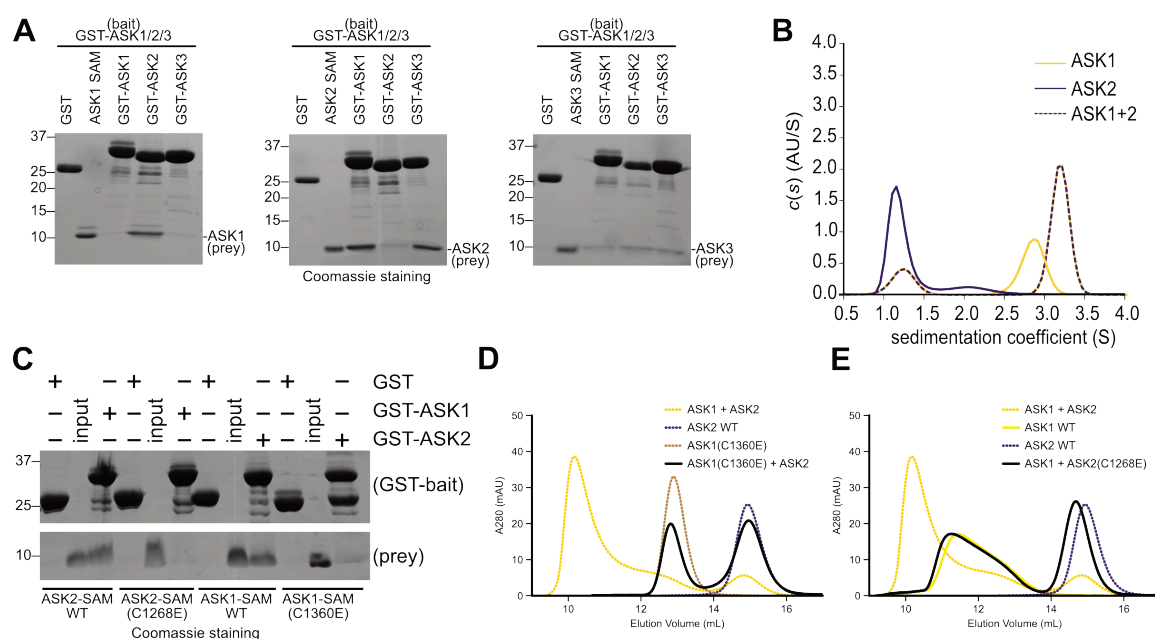 A
(bait)
GST-ASK1/2/3
GST
ASK1 SAM
GST-ASK1
GST-ASK2
GST-ASK3
37
25
20
15
10
ASK1
(prey)
(bait)
GST-ASK1/2/3
GST
ASK2 SAM
GST-ASK1
GST-ASK2
GST-ASK3
37
25
20
15
10
ASK2
(prey)
Coomassie staining
(bait)
GST-ASK1/2/3
GST
ASK3 SAM
GST-ASK1
GST-ASK2
GST-ASK3
37
25
20
15
10
ASK3
(prey)
B
4.0
3.5
3.0
2.5
2.0
1.5
1.0
0.5
0.0
c(s) (AU/S)
ASK1
ASK2
ASK1+2
0.5 1.0 1.5 2.0 2.5 3.0 3.5 4.0
sedimentation coefficient (S)
C
+ − − + − − + − − + − − GST
− input + − input + − input − − input − GST-ASK1
− − − − − + − + GST-ASK2
37
25
(GST-bait)
10
(prey)
ASK2-SAM WT
ASK2-SAM (C1268E)
ASK1-SAM WT
ASK1-SAM (C1360E)
Coomassie staining
D
50
40
30
20
10
0
A280 (mAU)
ASK1 + ASK2
ASK2 WT
ASK1(C1360E)
ASK1(C1360E) + ASK2
10 12 14 16
Elution Volume (mL)
E
50
40
30
20
10
0
A280 (mAU)
ASK1 + ASK2
ASK1 WT
ASK2 WT
ASK1 + ASK2(C1268E)
10 12 14 16
Elution Volume (mL)